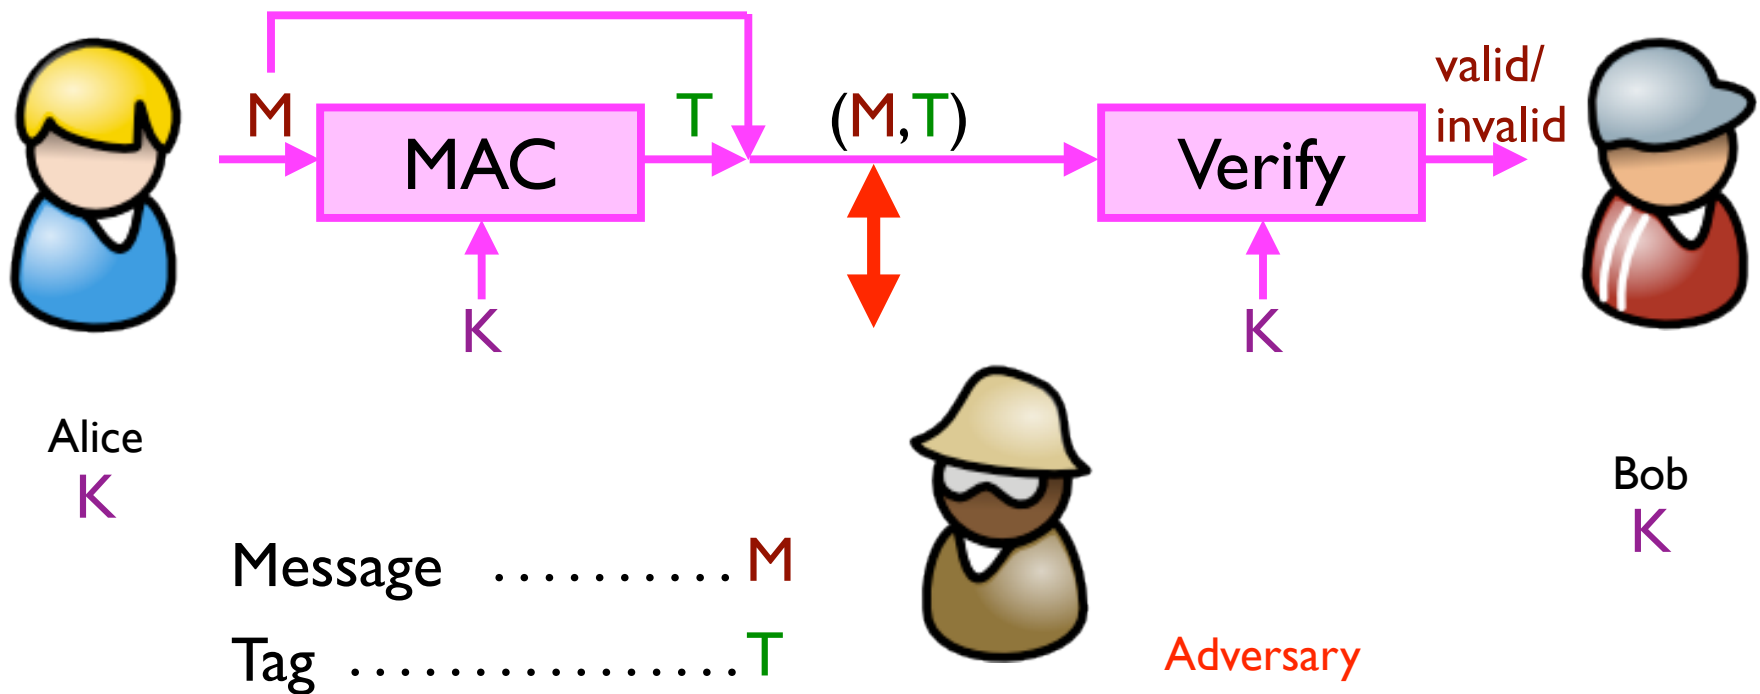 M
MAC
T
(M,T)
Verify
valid/
invalid
K
K
Alice
K
Bob
K
Message .......... M
Tag ................. T
Adversary